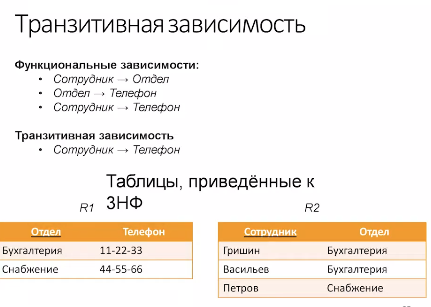 Транзитивная зависимость
Функциональные зависимости:
• Сотрудник → Отдел
• Отдел → Телефон
• Сотрудник → Телефон
Транзитивная зависимость
• Сотрудник → Телефон
Таблицы, приведённые к
3НФ
R1
R2
Отдел Телефон
Бухгалтерия 11-22-33
Снабжение 44-55-66
Сотрудник Отдел
Гришин Бухгалтерия
Васильев Бухгалтерия
Петров Снабжение